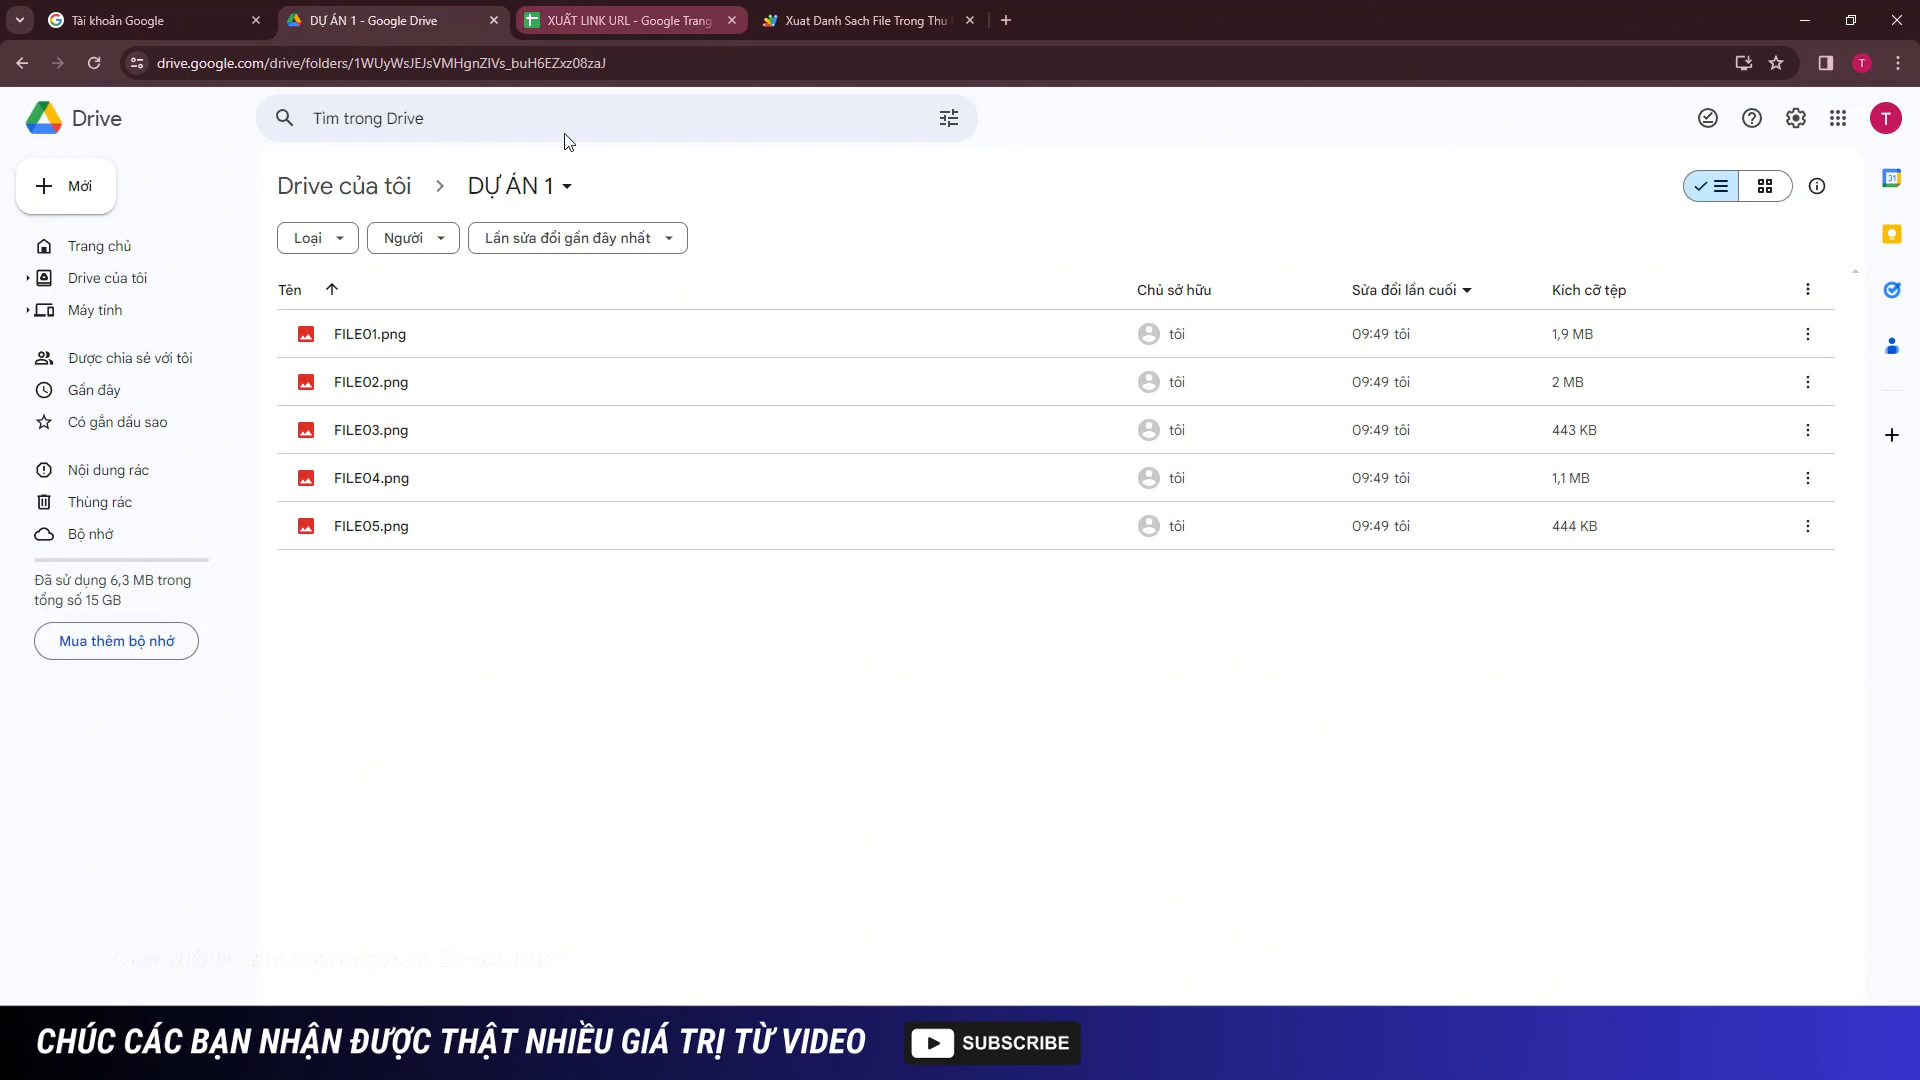 Tài khoản Google
DỰ ÁN 1 - Google Drive
XUẤT LINK URL - Google Trang
Xuat Danh Sach File Trong Thu
drive.google.com/drive/folders/1WUyWsJEJsVMHgnZlVs_buH6EZxz08zaJ
T
Drive
Tìm trong Drive
T
Mới
Drive của tôi
DỰ ÁN 1
31
Loại
Người
Lần sửa đổi gần đây nhất
Trang chủ
Drive của tôi
Máy tính
Được chia sẻ với tôi
Gần đây
Có gắn dấu sao
Nội dung rác
Thùng rác
Bộ nhớ
Đã sử dụng 6,3 MB trong
tổng số 15 GB
Mua thêm bộ nhớ
Tên
Chủ sở hữu
Sửa đổi lần cuối
Kích cỡ tệp
FILE01.png
tôi
09:49 tôi
1,9 MB
FILE02.png
tôi
09:49 tôi
2 MB
FILE03.png
tôi
09:49 tôi
443 KB
FILE04.png
tôi
09:49 tôi
1,1 MB
FILE05.png
tôi
09:49 tôi
444 KB
CHÚC CÁC BẠN NHẬN ĐƯỢC THẬT NHIỀU GIÁ TRỊ TỪ VIDEO
SUBSCRIBE